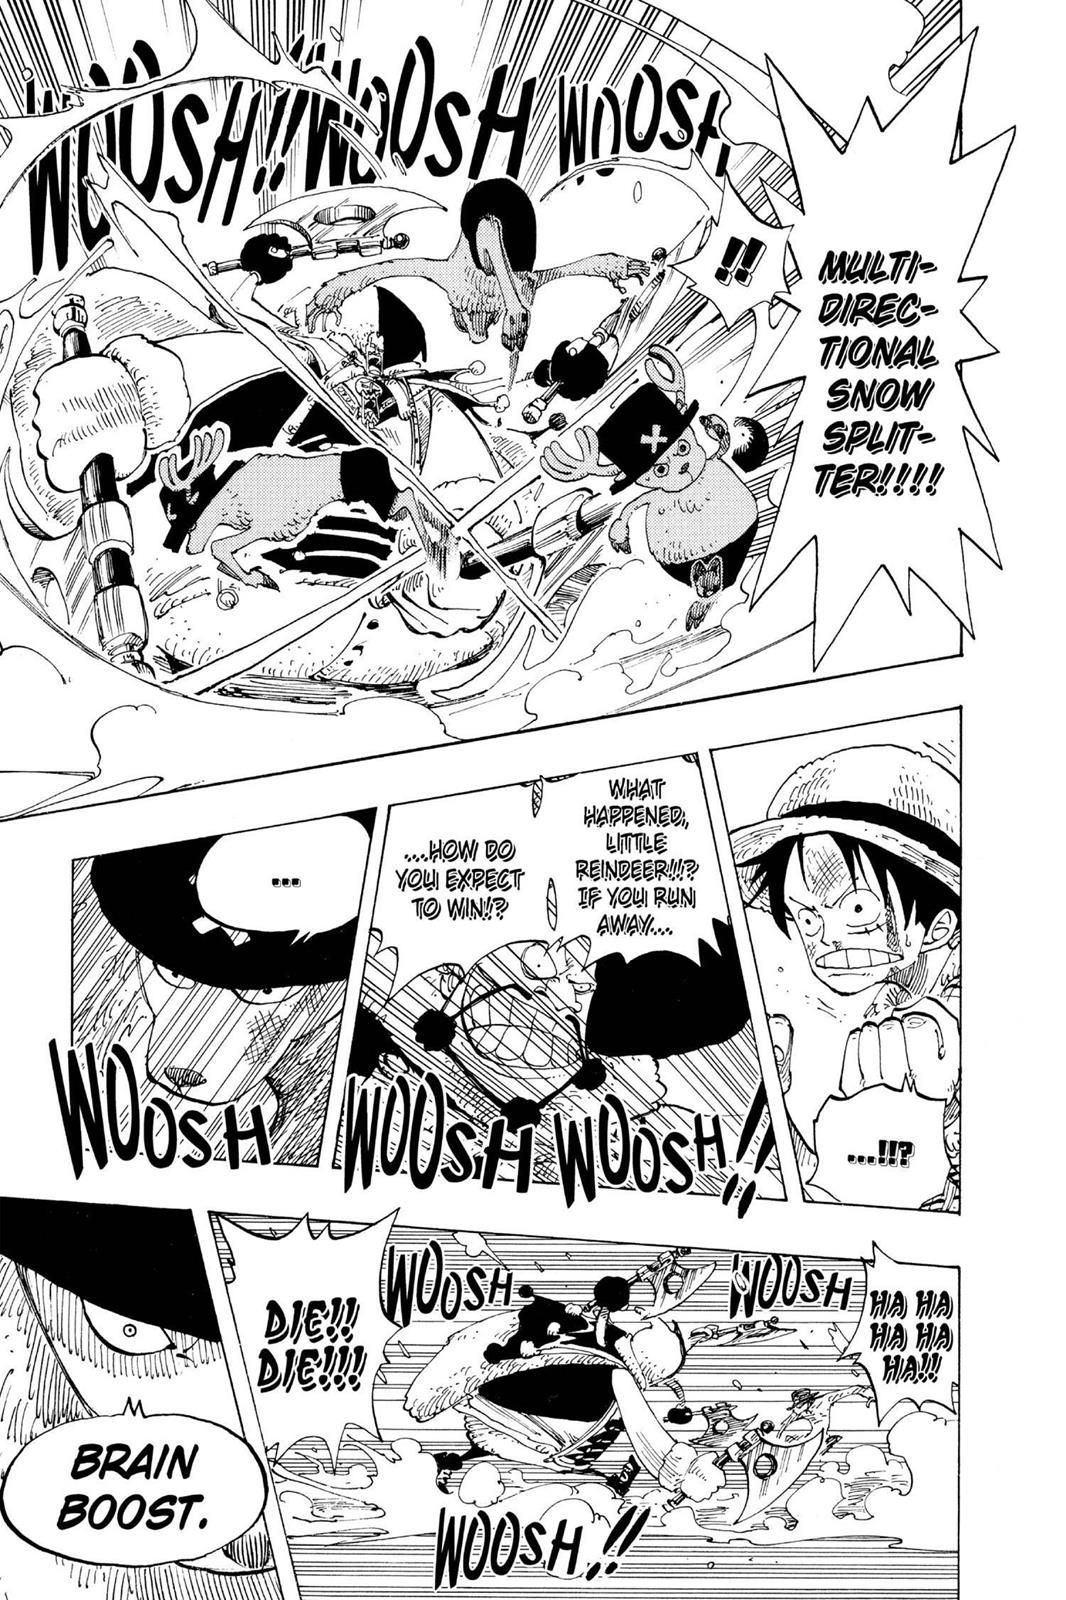 WOOSH!!
WOOSH
WOOSH
!!
MULTI-
DIREC-
TIONAL
SNOW
SPLIT-
TER!!!!
...!!?
WHAT
HAPPENED,
LITTLE
REINDEER!!!?
IF YOU RUN
AWAY....
....HOW DO
YOU EXPECT
TO WIN!?
WOOSH
WOOSH!!
...
WOOSH
HA HA
HA HA
HA!!
WOOSH
WOOSH
DIE!!
DIE!!!
WOOSH!!
BRAIN
BOOST.